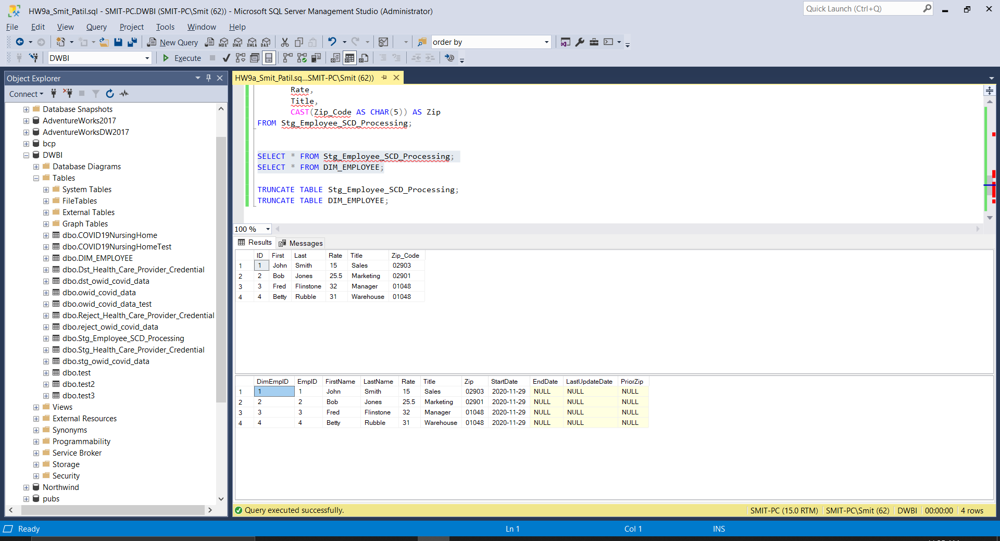 HW9a_Smit_Patil.sql - SMIT-PC.DWBI (SMIT-PC\Smit (62)) - Microsoft SQL Server Management Studio (Administrator)
Quick Launch (Ctrl+Q)
File Edit View Query Project Tools Window Help
New Query MDX DMX XMLA DAX order by
DWBI Execute
Object Explorer
Connect
Database Snapshots
AdventureWorks2017
AdventureWorksDW2017
bcp
DWBI
Database Diagrams
Tables
System Tables
FileTables
External Tables
Graph Tables
dbo.COVID19NursingHome
dbo.COVID19NursingHomeTest
dbo.DIM_EMPLOYEE
dbo.Dst_Health_Care_Provider_Credential
dbo.dst_owid_covid_data
dbo.owid_covid_data
dbo.owid_covid_data_test
dbo.Reject_Health_Care_Provider_Credential
dbo.reject_owid_covid_data
dbo.Stg_Employee_SCD_Processing
dbo.Stg_Health_Care_Provider_Credential
dbo.stg_owid_covid_data
dbo.test
dbo.test2
dbo.test3
Views
External Resources
Synonyms
Programmability
Service Broker
Storage
Security
Northwind
pubs
HW9a_Smit_Patil.sq...SMIT-PC\Smit (62))
Rate,
Title,
CAST(Zip_Code AS CHAR(5)) AS Zip
FROM Stg_Employee_SCD_Processing;
SELECT * FROM Stg_Employee_SCD_Processing;
SELECT * FROM DIM_EMPLOYEE;
TRUNCATE TABLE Stg_Employee_SCD_Processing;
TRUNCATE TABLE DIM_EMPLOYEE;
100 %
Results Messages
ID First Last Rate Title Zip_Code
1 1 John Smith 15 Sales 02903
2 2 Bob Jones 25.5 Marketing 02901
3 3 Fred Flinstone 32 Manager 01048
4 4 Betty Rubble 31 Warehouse 01048
DimEmpID EmpID FirstName LastName Rate Title Zip StartDate EndDate LastUpdateDate PriorZip
1 1 1 John Smith 15 Sales 02903 2020-11-29 NULL NULL NULL
2 2 2 Bob Jones 25.5 Marketing 02901 2020-11-29 NULL NULL NULL
3 3 3 Fred Flinstone 32 Manager 01048 2020-11-29 NULL NULL NULL
4 4 4 Betty Rubble 31 Warehouse 01048 2020-11-29 NULL NULL NULL
Query executed successfully. SMIT-PC (15.0 RTM) SMIT-PC\Smit (62) DWBI 00:00:00 4 rows
Ready Ln 1 Col 1 INS